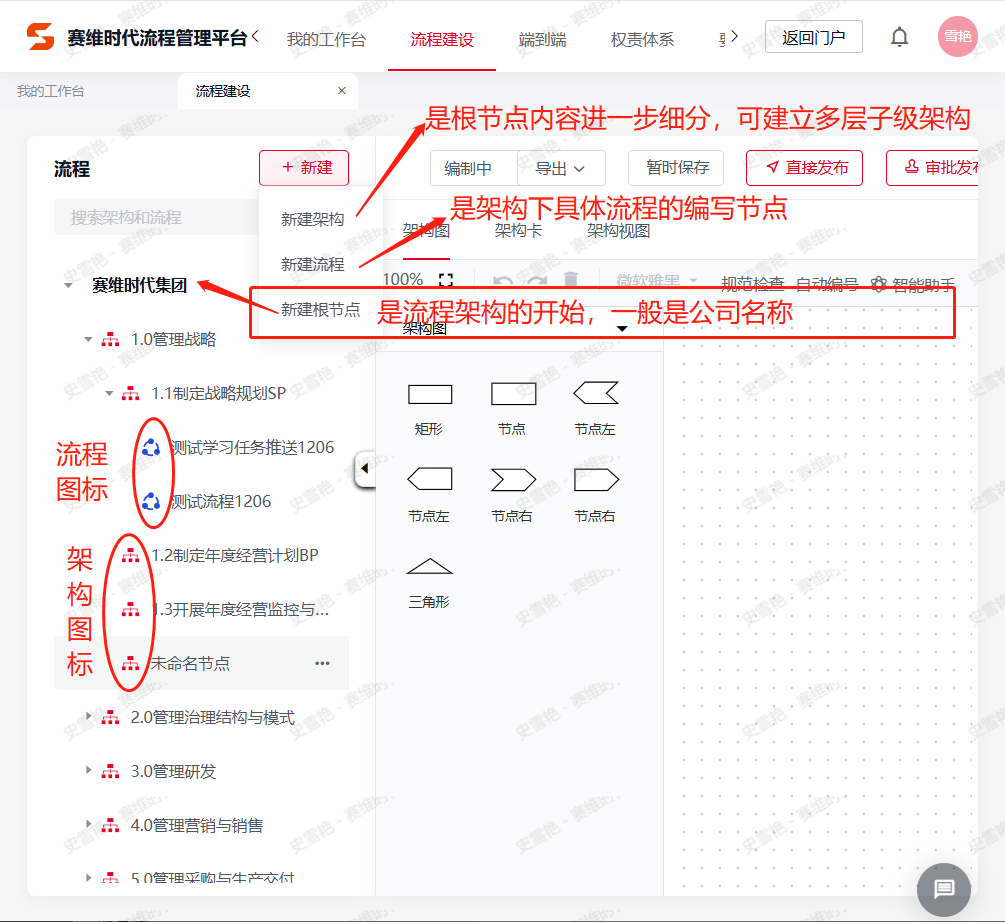 赛维时代流程管理平台
我的工作台
流程建设
端到端
权责体系
返回门户
雪艳
我的工作台
流程建设
是根节点内容进一步细分，可建立多层子级架构
流程
+ 新建
编制中
导出
暂时保存
直接发布
审批发布
搜索架构和流程
新建架构
是架构下具体流程的编写节点
架构图
架构卡
架构视图
新建流程
赛维时代集团
100%
微软雅黑
规范检查
自动编号
智能助手
新建根节点
是流程架构的开始，一般是公司名称
架构图
1.0管理战略
1.1制定战略规划SP
矩形
节点
节点左
流程
图标
测试学习任务推送1206
测试流程1206
节点左
节点右
节点右
架
构
图
标
1.2制定年度经营计划BP
1.3开展年度经营监控与...
三角形
未命名节点
2.0管理治理结构与模式
3.0管理研发
4.0管理营销与销售
5.0管理采购与生产交付
史雪艳 - 赛维时